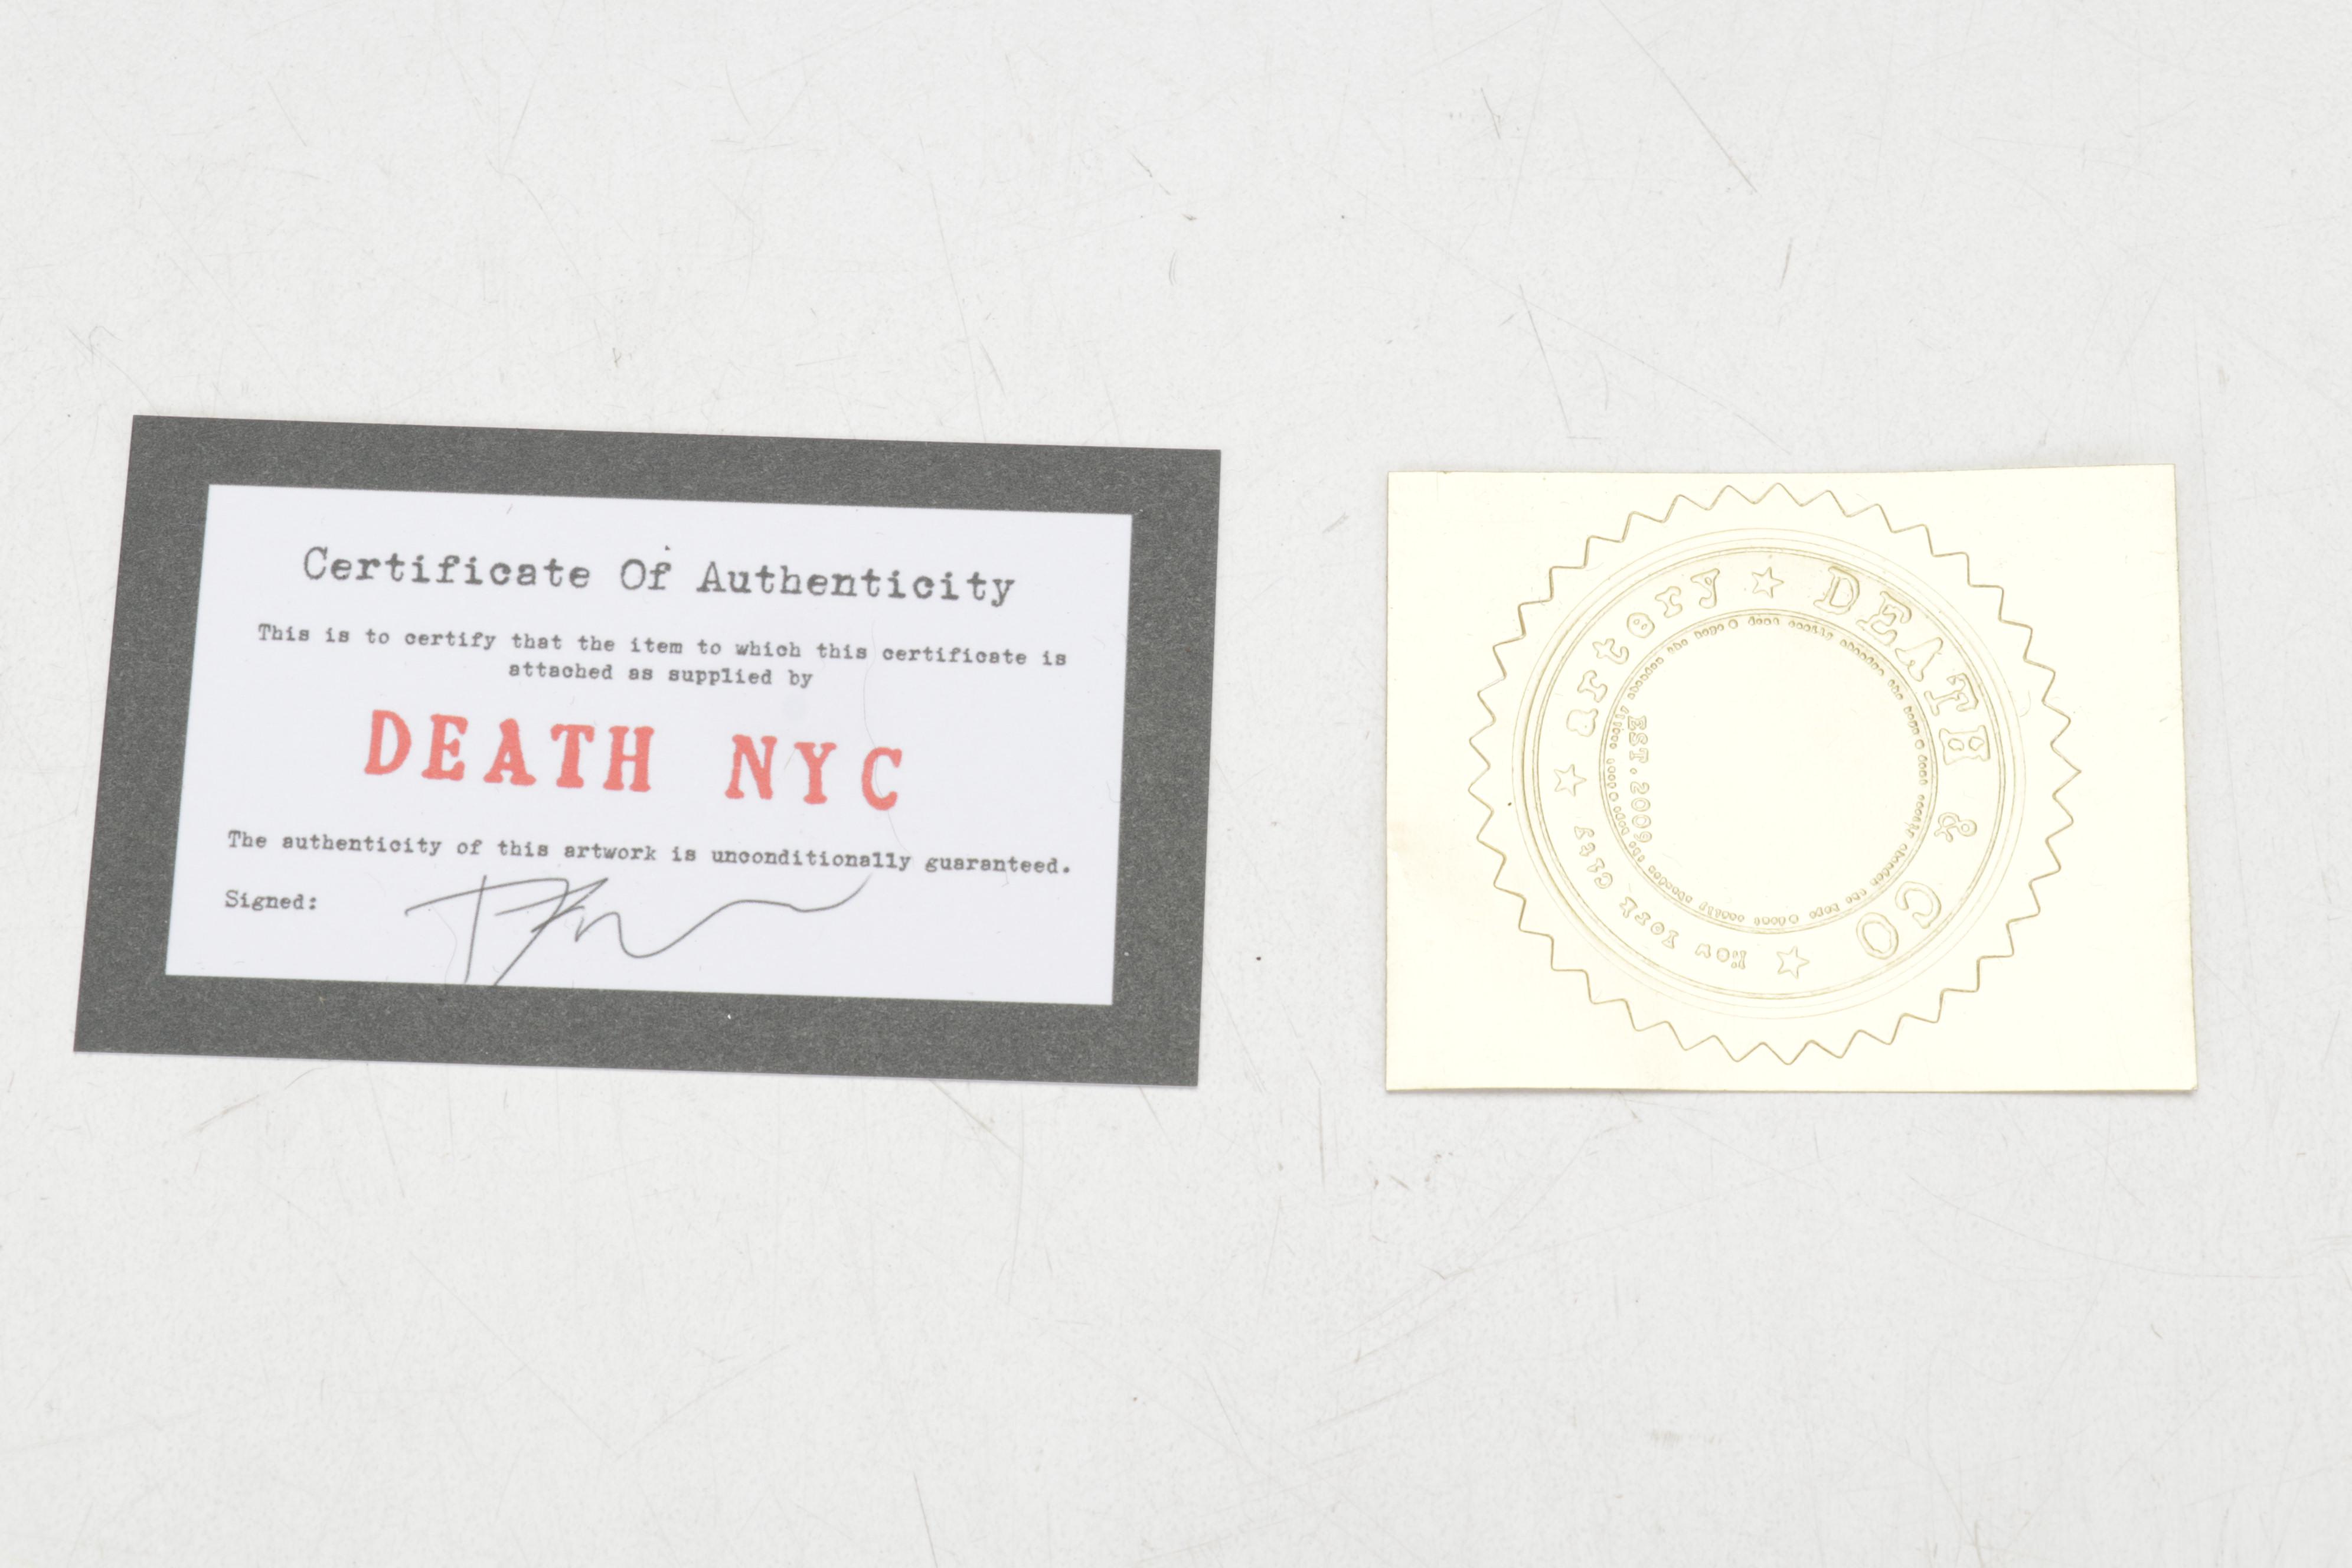 Certificate Of Authenticity
This is to certify that the item to which this certificate is
attached as supplied by
DEATH NYC
The authenticity of this artwork is unconditionally guaranteed.
Signed:
DEATH & CO
New York City
artery
EST.2009